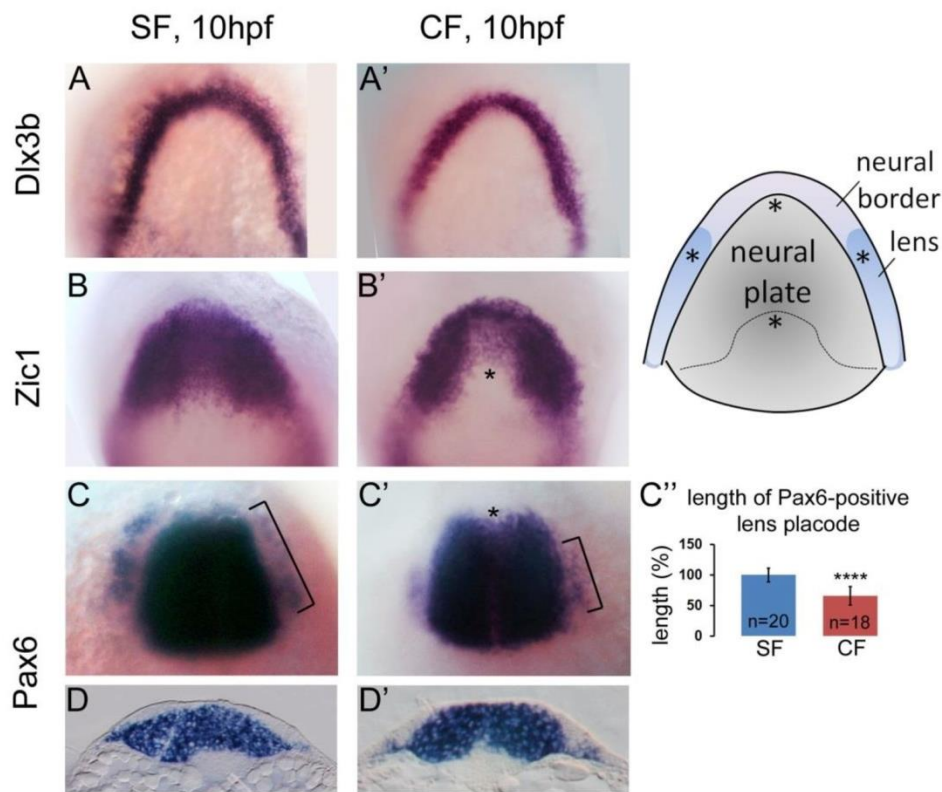 SF, 10hpf
CF, 10hpf
Dlx3b
A
A'
Zic1
B
B'
*
neural
border
lens
neural
plate
*
*
*
*
Pax6
C
C'
*
D
D'
C''
length of Pax6-positive
lens placode
length (%)
150
100
50
0
****
n=20
n=18
SF
CF